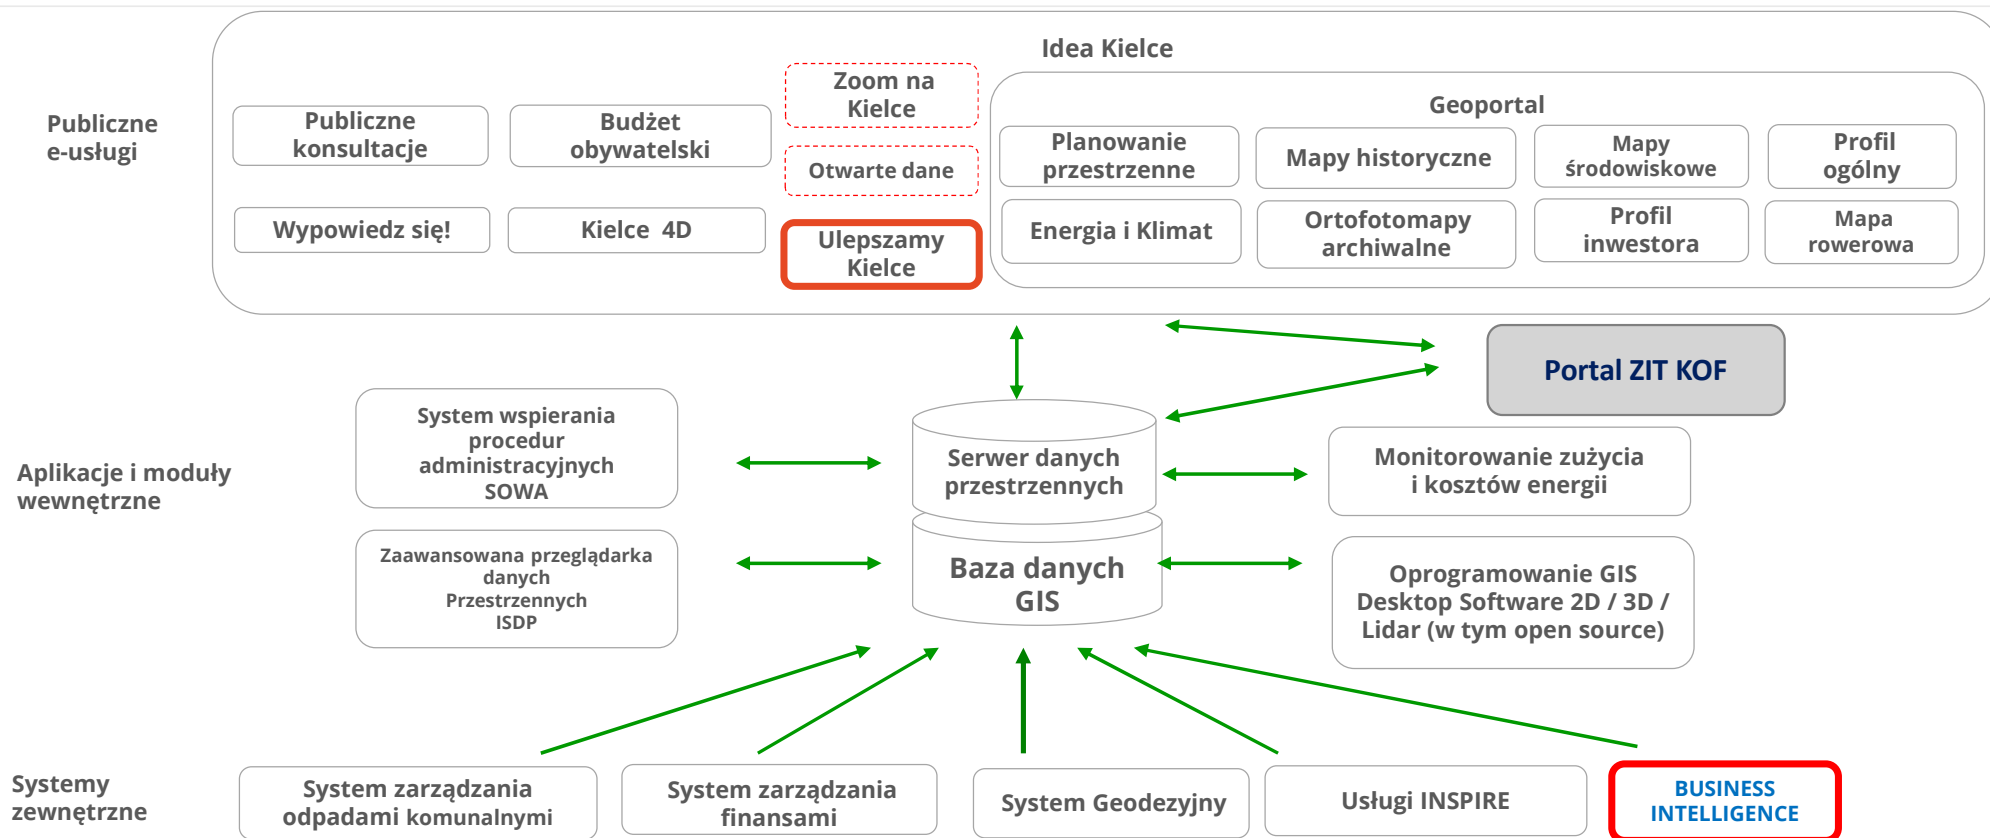 Idea Kielce
Publiczne
e-usługi
Publiczne
konsultacje
Budżet
obywatelski
Zoom na
Kielce
Otwarte dane
Wypowiedz się!
Kielce 4D
Ulepszamy
Kielce
Geoportal
Planowanie
przestrzenne
Mapy historyczne
Mapy
środowiskowe
Profil
ogólny
Energia i Klimat
Ortofotomapy
archiwalne
Profil
inwestora
Mapa
rowerowa
Portal ZIT KOF
Aplikacje i moduły
wewnętrzne
System wspierania
procedur
administracyjnych
SOWA
Serwer danych
przestrzennych
Monitorowanie zużycia
i kosztów energii
Zaawansowana przeglądarka
danych
Przestrzennych
ISDP
Baza danych
GIS
Oprogramowanie GIS
Desktop Software 2D / 3D /
Lidar (w tym open source)
Systemy
zewnętrzne
System zarządzania
odpadami komunalnymi
System zarządzania
finansami
System Geodezyjny
Usługi INSPIRE
BUSINESS
INTELLIGENCE